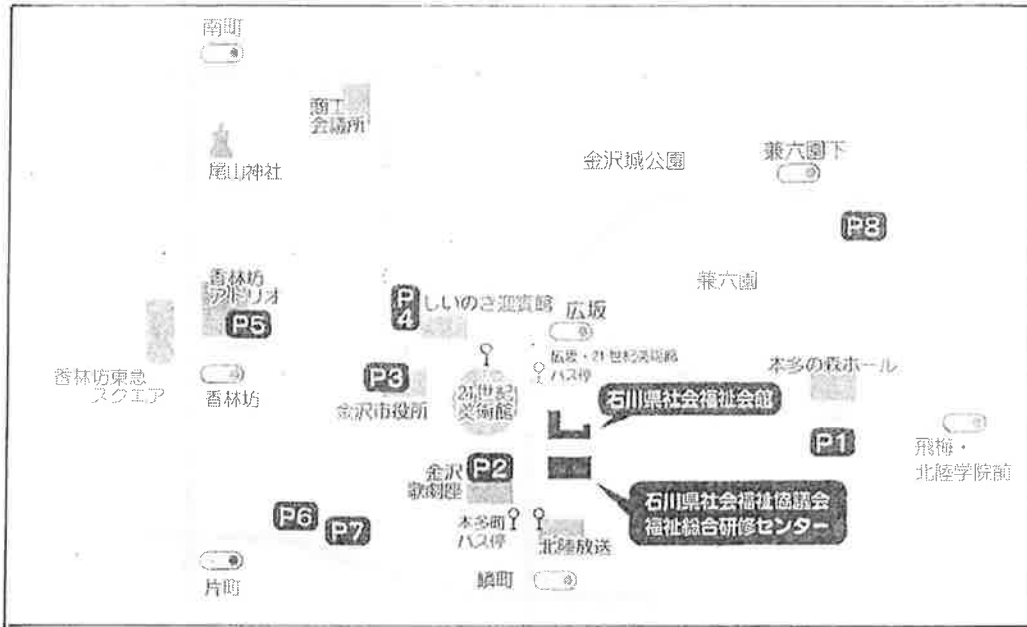 南町
商工
会議所
尾山神社
金沢城公園
兼六園下
P8
兼六園
香林坊
アトリオ
P5
P
4
しいのき迎賓館
広坂
広坂・21世紀美術館
バス停
本多の森ホール
香林坊東急
スクエア
香林坊
P3
金沢市役所
21世紀
美術館
石川県社会福祉会館
P1
飛梅・
北陸学院前
金沢
歌劇座
P2
石川県社会福祉協議会
福祉総合研修センター
P6
P7
本多町
バス停
北陸放送
片町
鱗町